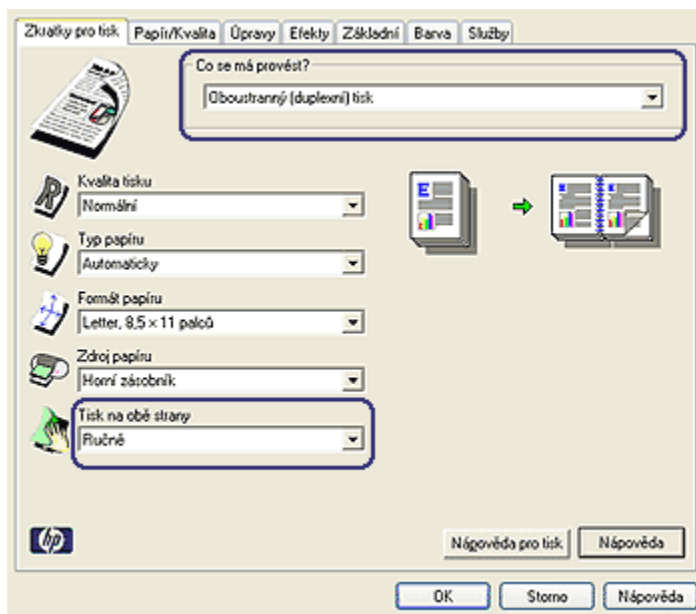 Zkratky pro tisk Papír/Kvalita Úpravy Efekty Základní Barva Služby
Co se má provést?
Oboustranný (duplexní) tisk
Kvalita tisku
Normální
Typ papíru
Automaticky
Formát papíru
Letter, 8,5 × 11 palců
Zdroj papíru
Horní zásobník
Tisk na obě strany
Ručně
hp
Nápověda pro tisk Nápověda
OK Storno Nápověda